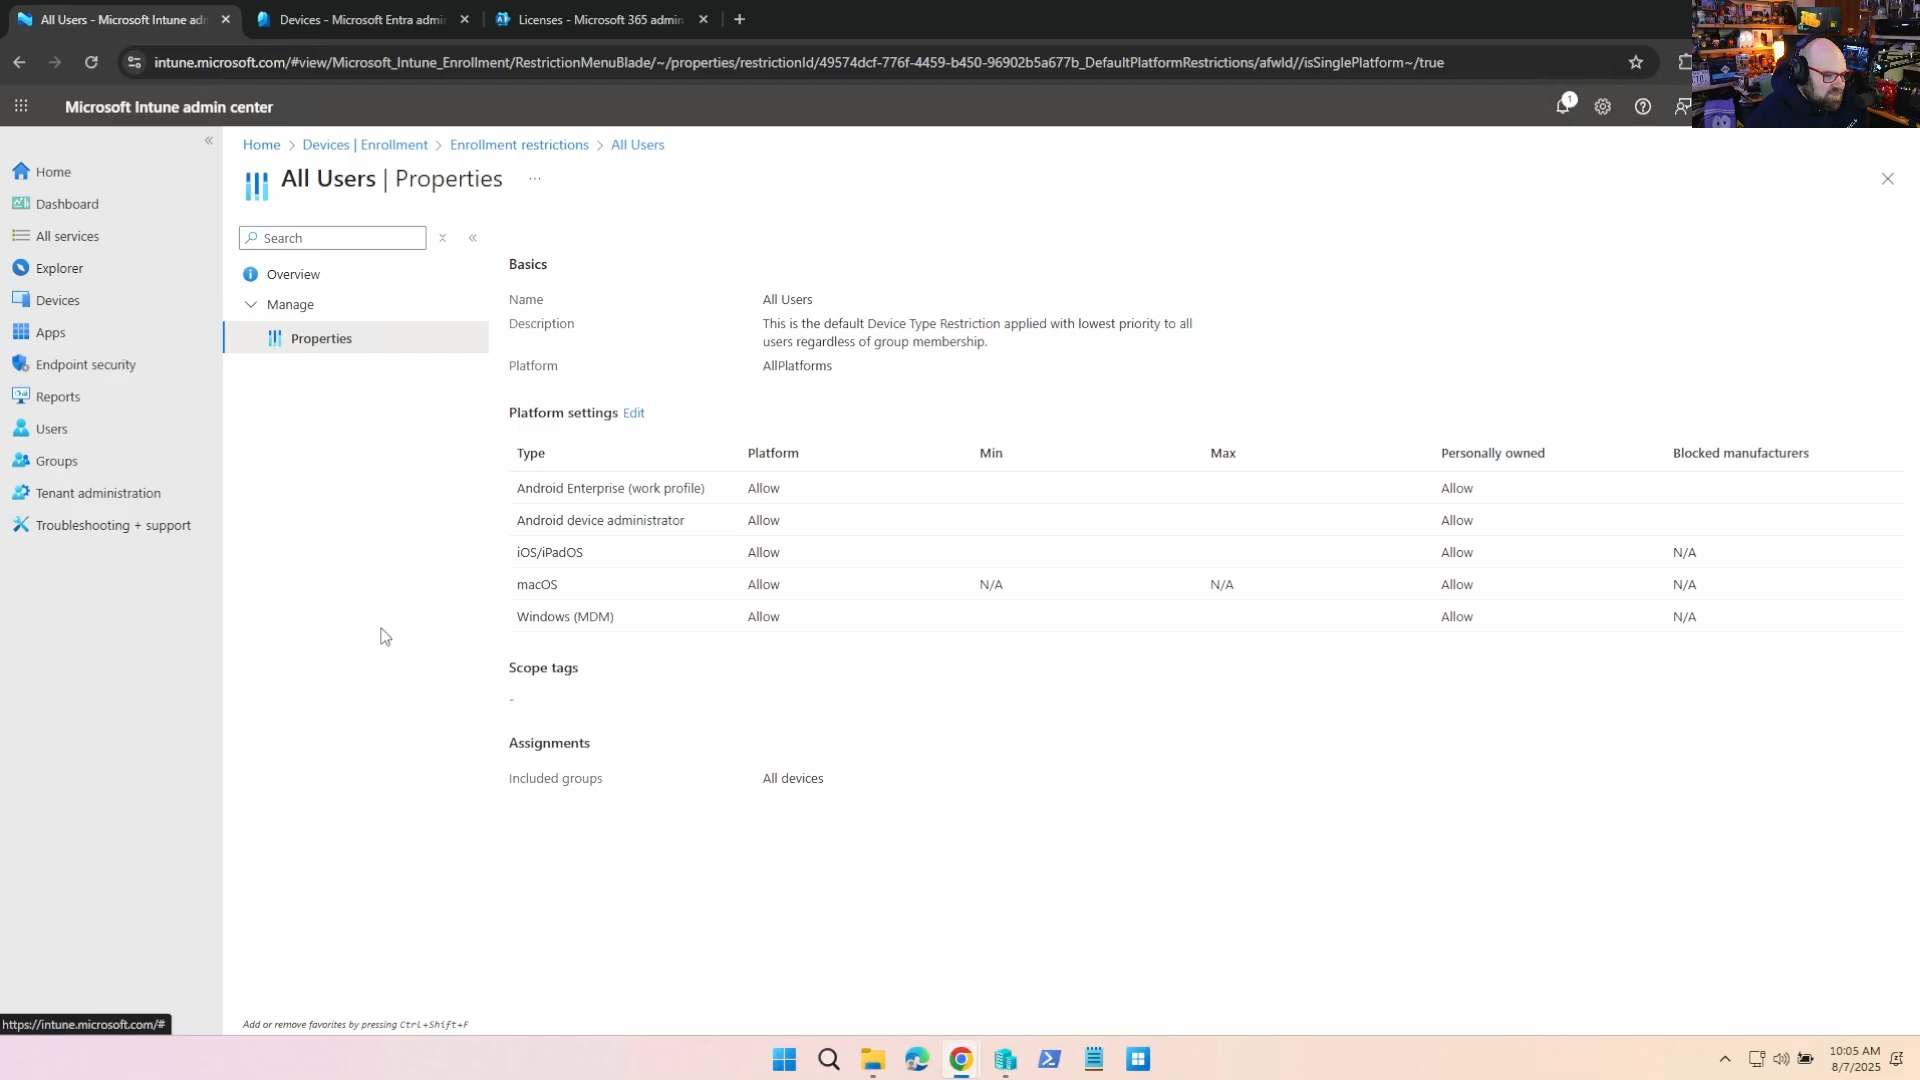 All Users - Microsoft Intune adn
Devices - Microsoft Entra admin
Licenses - Microsoft 365 admin
intune.microsoft.com/#view/Microsoft_Intune_Enrollment/RestrictionMenuBlade/~/properties/restrictionId/49574dcf-776f-4459-b450-96902b5a677b_DefaultPlatformRestrictions/afwId//isSinglePlatform~/true
Microsoft Intune admin center
1
Home
Dashboard
All services
Explorer
Devices
Apps
Endpoint security
Reports
Users
Groups
Tenant administration
Troubleshooting + support
Home > Devices | Enrollment > Enrollment restrictions > All Users
All Users | Properties ...
Search
Overview
Manage
Properties
Basics
Name All Users
Description This is the default Device Type Restriction applied with lowest priority to all
users regardless of group membership.
Platform AllPlatforms
Platform settings Edit
Type Platform Min Max Personally owned Blocked manufacturers
Android Enterprise (work profile) Allow Allow
Android device administrator Allow Allow
iOS/iPadOS Allow Allow N/A
macOS Allow N/A N/A Allow N/A
Windows (MDM) Allow Allow N/A
Scope tags
-
Assignments
Included groups All devices
https://intune.microsoft.com/#
Add or remove favorites by pressing Ctrl+Shift+F
10:05 AM
8/7/2025